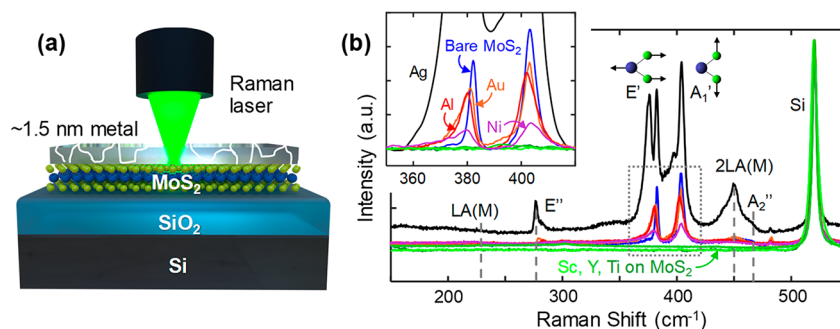 (a)
Raman
laser
~1.5 nm metal
MoS₂
SiO₂
Si
(b)
Intensity (a.u.)
Ag
Bare MoS₂
Au
Al
Ni
360 380 400
E’
A₁’
Si
LA(M)
E’’
2LA(M)
A₂’’
Sc, Y, Ti on MoS₂
200 300 400 500
Raman Shift (cm⁻¹)